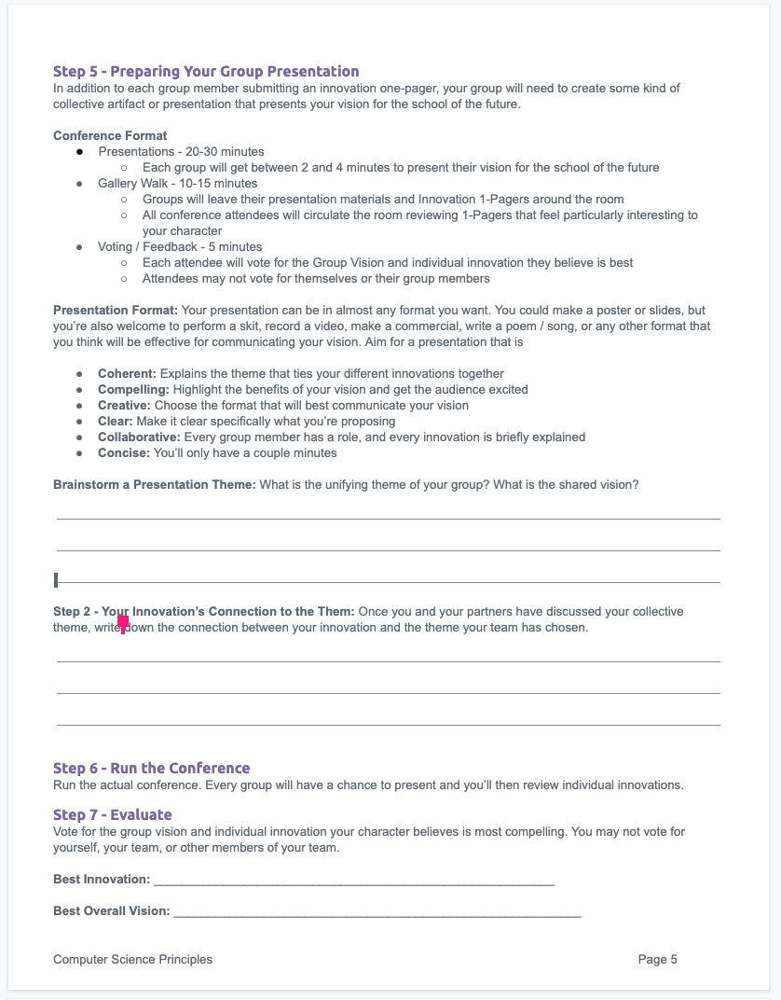 Step 5 - Preparing Your Group Presentation
In addition to each group member submitting an innovation one-pager, your group will need to create some kind of
collective artifact or presentation that presents your vision for the school of the future.
Conference Format
● Presentations - 20-30 minutes
○ Each group will get between 2 and 4 minutes to present their vision for the school of the future
● Gallery Walk - 10-15 minutes
○ Groups will leave their presentation materials and Innovation 1-Pagers around the room
○ All conference attendees will circulate the room reviewing 1-Pagers that feel particularly interesting to
your character
● Voting / Feedback - 5 minutes
○ Each attendee will vote for the Group Vision and individual innovation they believe is best
○ Attendees may not vote for themselves or their group members
Presentation Format: Your presentation can be in almost any format you want. You could make a poster or slides, but
you’re also welcome to perform a skit, record a video, make a commercial, write a poem / song, or any other format that
you think will be effective for communicating your vision. Aim for a presentation that is
● Coherent: Explains the theme that ties your different innovations together
● Compelling: Highlight the benefits of your vision and get the audience excited
● Creative: Choose the format that will best communicate your vision
● Clear: Make it clear specifically what you’re proposing
● Collaborative: Every group member has a role, and every innovation is briefly explained
● Concise: You’ll only have a couple minutes
Brainstorm a Presentation Theme: What is the unifying theme of your group? What is the shared vision?
Step 2 - Your Innovation’s Connection to the Them: Once you and your partners have discussed your collective
theme, write down the connection between your innovation and the theme your team has chosen.
Step 6 - Run the Conference
Run the actual conference. Every group will have a chance to present and you’ll then review individual innovations.
Step 7 - Evaluate
Vote for the group vision and individual innovation your character believes is most compelling. You may not vote for
yourself, your team, or other members of your team.
Best Innovation:
Best Overall Vision:
Computer Science Principles Page 5